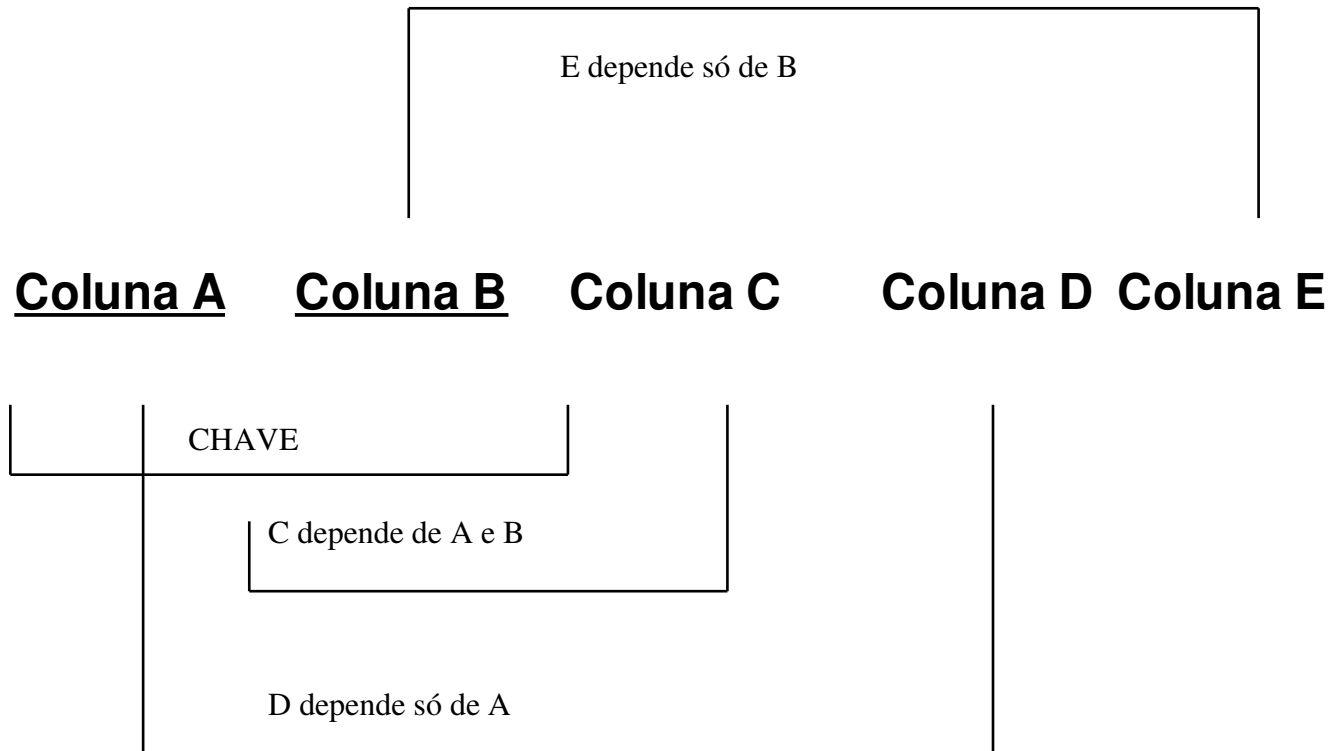 E depende só de B
Coluna A Coluna B Coluna C Coluna D Coluna E
CHAVE
C depende de A e B
D depende só de A